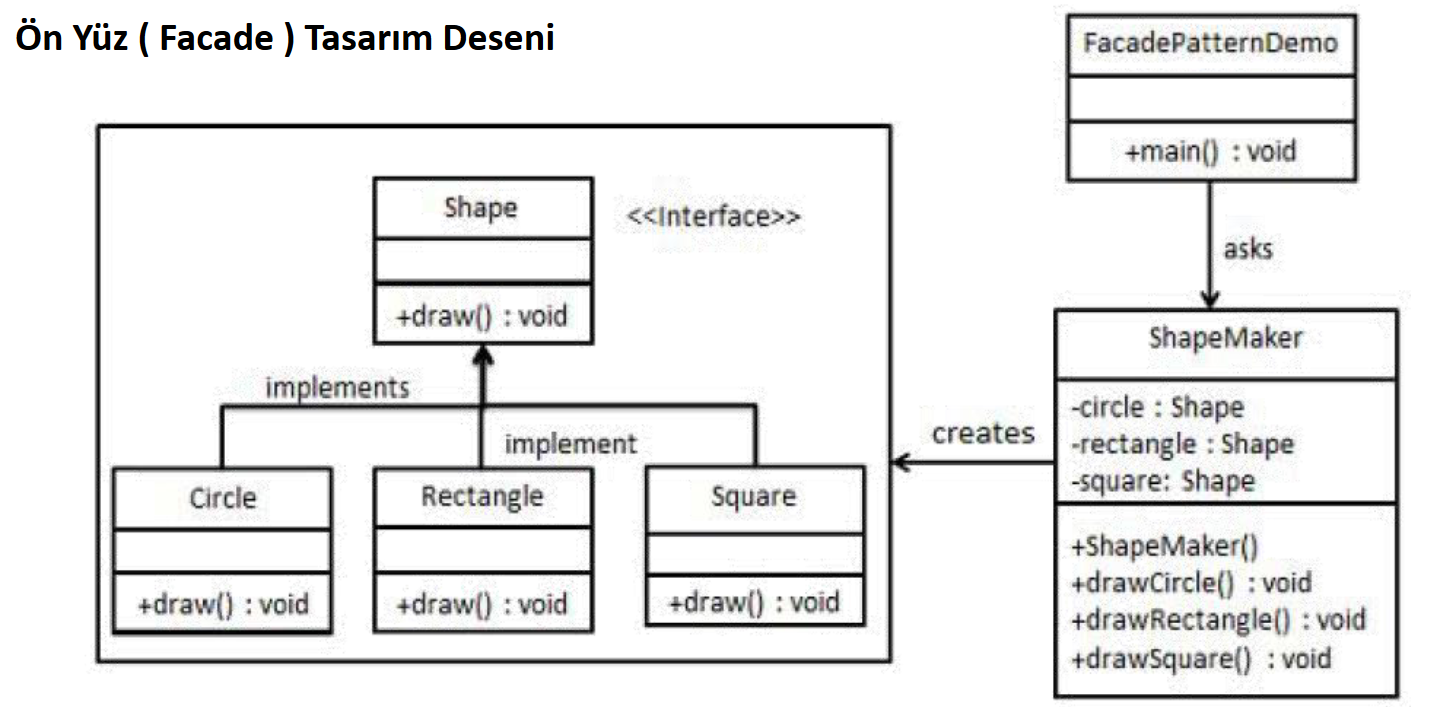 Ön Yüz ( Facade ) Tasarım Deseni
FacadePatternDemo
+main() : void
asks
Shape
<<Interface>>
+draw() : void
implements
implement
Circle
+draw() : void
Rectangle
+draw() : void
Square
+draw() : void
creates
ShapeMaker
-circle : Shape
-rectangle : Shape
-square: Shape
+ShapeMaker()
+drawCircle() : void
+drawRectangle() : void
+drawSquare() : void